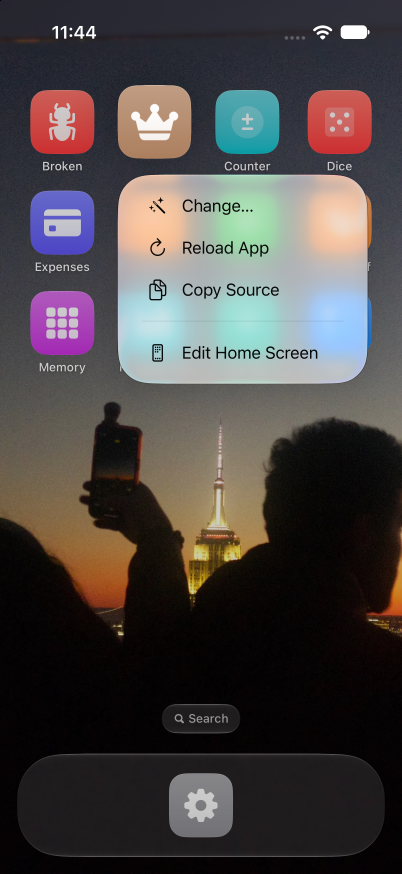 11:44
Broken
Counter
Dice
Change...
Reload App
Copy Source
Edit Home Screen
Expenses
Memory
Search